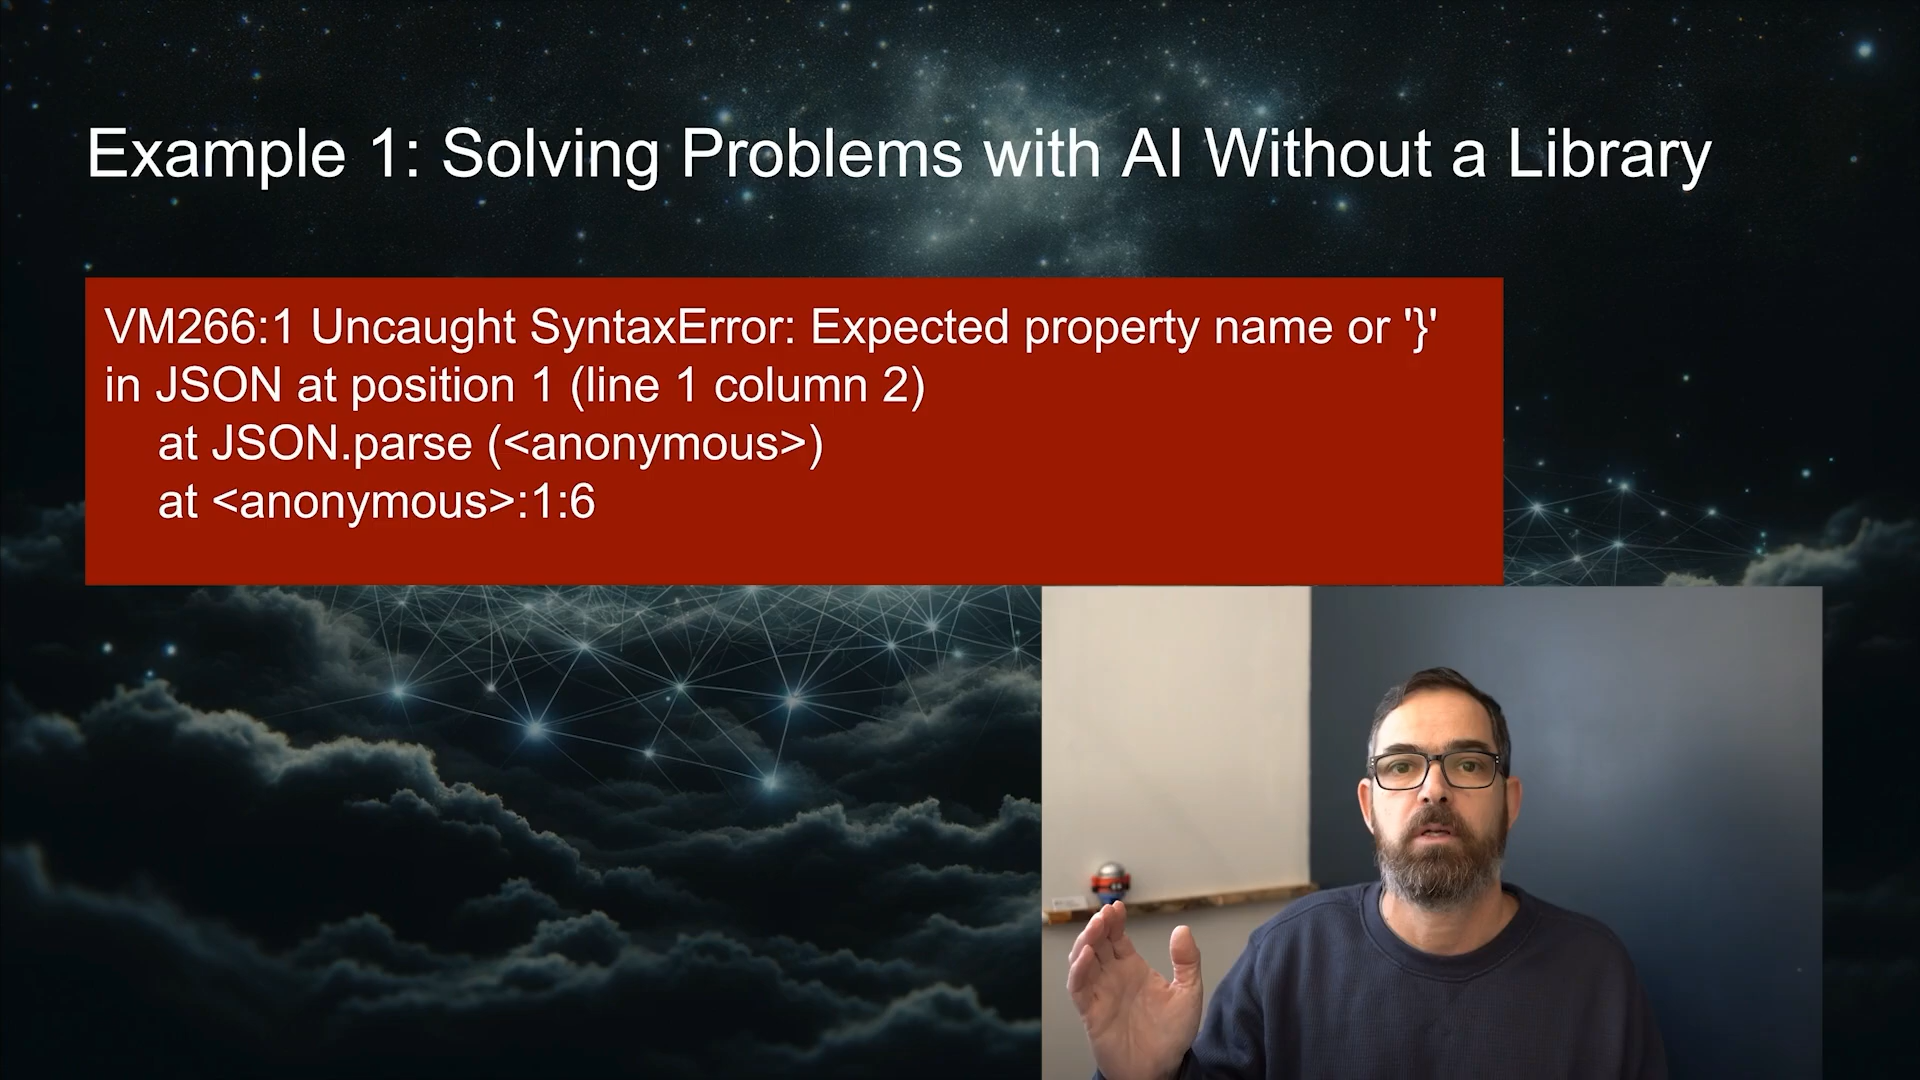 Example 1: Solving Problems with AI Without a Library
VM266:1 Uncaught SyntaxError: Expected property name or '}'
in JSON at position 1 (line 1 column 2)
at JSON.parse (<anonymous>)
at <anonymous>:1:6